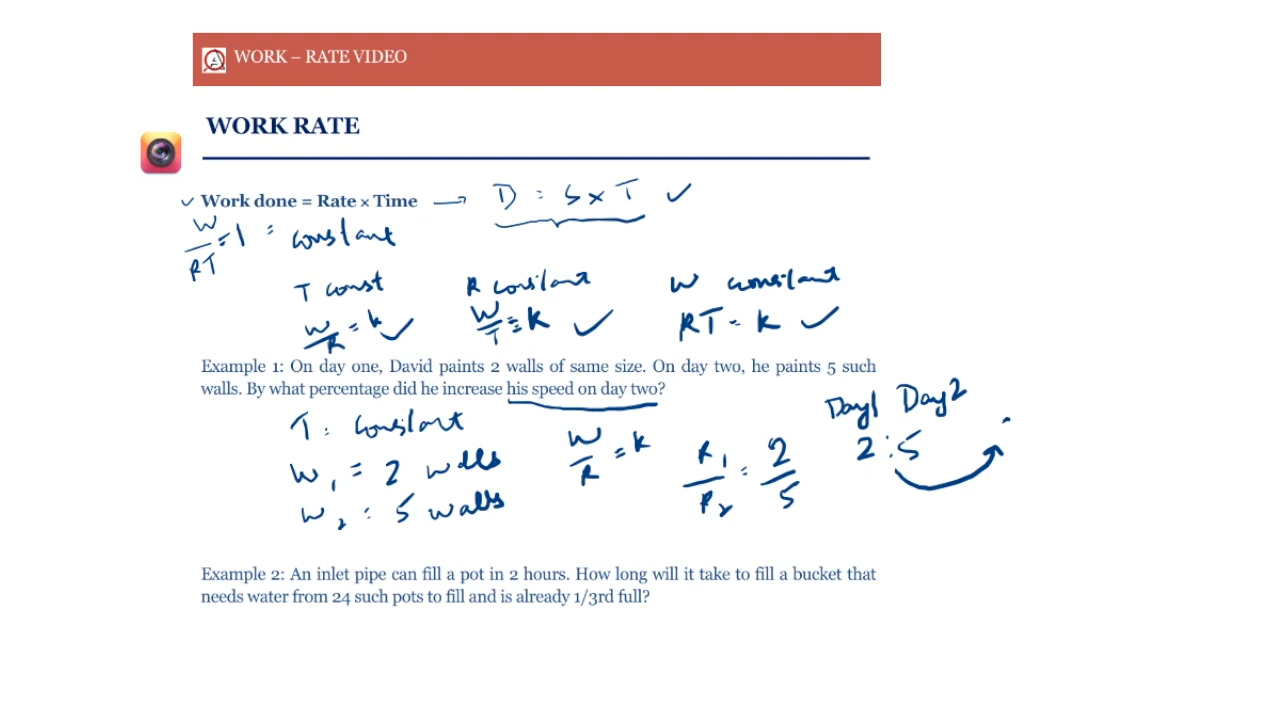 WORK – RATE VIDEO
WORK RATE
✓ Work done = Rate × Time → D = S × T ✓
W/RT = 1 = constant
T const R constant W constant
W/R = k ✓ W/T = k ✓ RT = k ✓
Example 1: On day one, David paints 2 walls of same size. On day two, he paints 5 such
walls. By what percentage did he increase his speed on day two?
Day1 Day2
T = constant W/R = k R₁/R₂ = 2/5 2 : 5
W₁ = 2 walls
W₂ = 5 walls
Example 2: An inlet pipe can fill a pot in 2 hours. How long will it take to fill a bucket that
needs water from 24 such pots to fill and is already 1/3rd full?